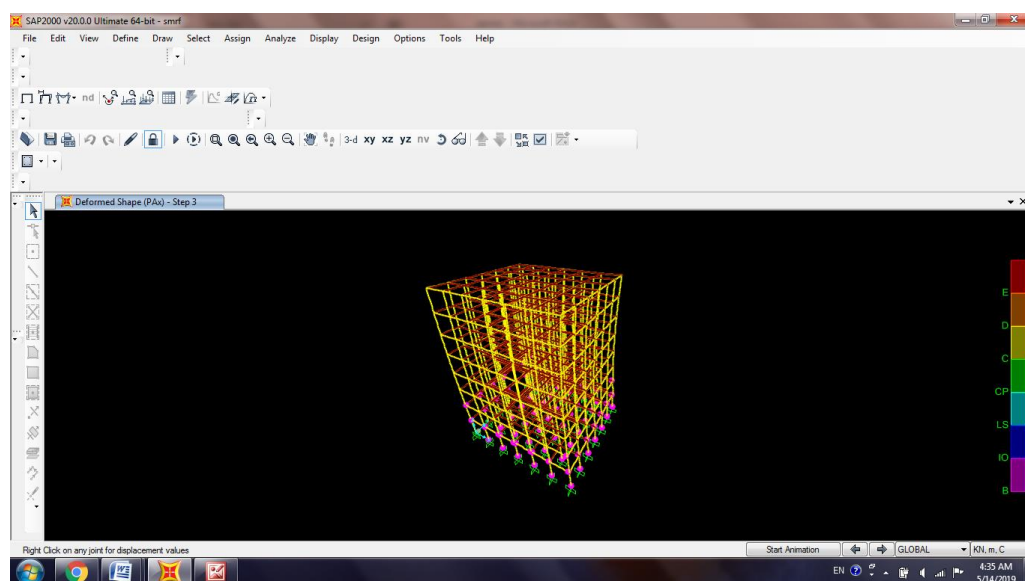 SAP2000 v20.0.0 Ultimate 64-bit - smrf
File Edit View Define Draw Select Assign Analyze Display Design Options Tools Help
nd
3-d xy xz yz nv
Deformed Shape (PAx) - Step 3
E
D
C
CP
LS
IO
B
Right Click on any joint for displacement values
Start Animation
GLOBAL
KN, m, C
EN
4:35 AM
5/14/2019